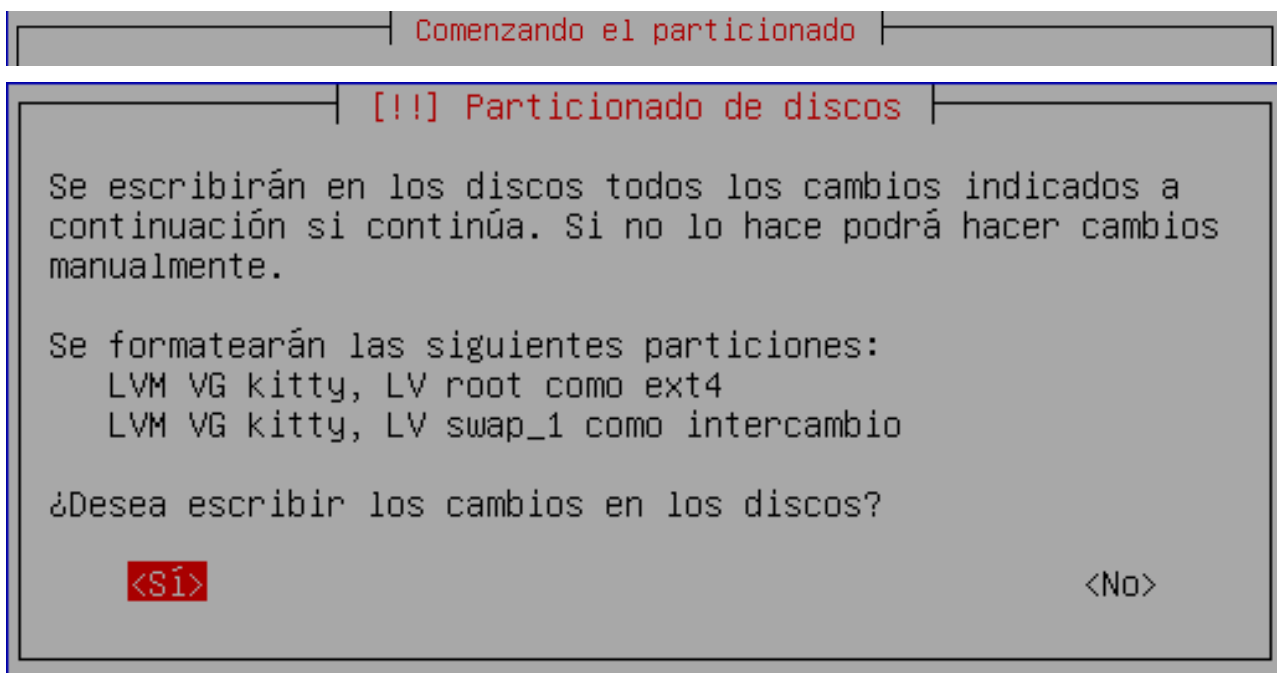 Comenzando el particionado
[!!] Particionado de discos
Se escribirán en los discos todos los cambios indicados a
continuación si continúa. Si no lo hace podrá hacer cambios
manualmente.
Se formatearán las siguientes particiones:
LVM VG kitty, LV root como ext4
LVM VG kitty, LV swap_1 como intercambio
¿Desea escribir los cambios en los discos?
<Sí> <No>